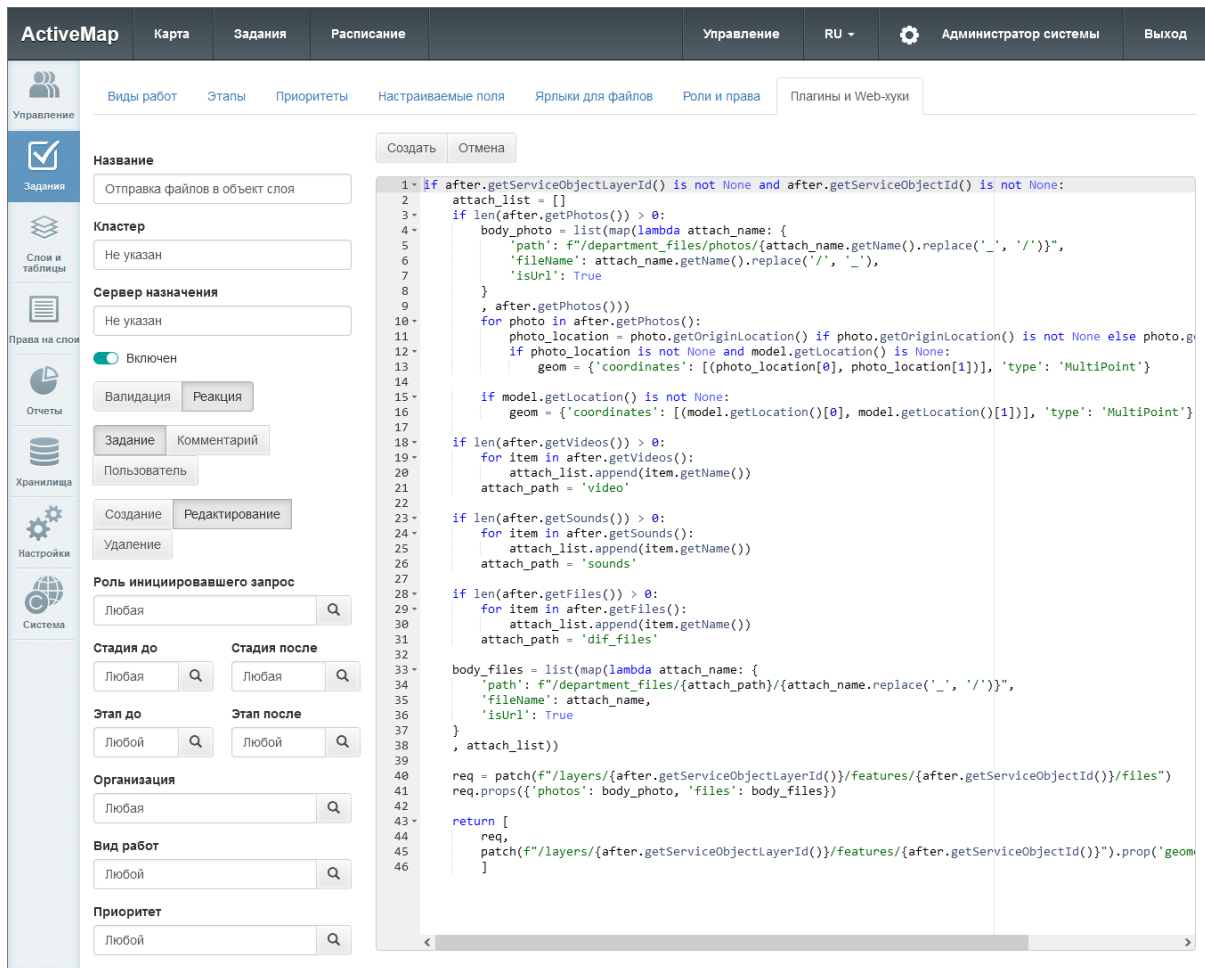 ActiveMap Карта Задания Расписание Управление RU Администратор системы Выход
Управление
Задания
Слои и
таблицы
Права на слои
Отчеты
Хранилища
Настройки
Система
Виды работ Этапы Приоритеты Настраиваемые поля Ярлыки для файлов Роли и права Плагины и Web-хуки
Название
Отправка файлов в объект слоя
Кластер
Не указан
Сервер назначения
Не указан
Включен
Валидация Реакция
Задание Комментарий
Пользователь
Создание Редактирование
Удаление
Роль инициировавшего запрос
Любая
Стадия до Стадия после
Любая Любая
Этап до Этап после
Любой Любой
Организация
Любая
Вид работ
Любой
Приоритет
Любой
Создать Отмена
1 if after.getServiceObjectLayerId() is not None and after.getServiceObjectId() is not None:
2 attach_list = []
3 if len(after.getPhotos()) > 0:
4 body_photo = list(map(lambda attach_name: {
5 'path': f"/department_files/photos/{attach_name.getName().replace('_', '/')}",
6 'fileName': attach_name.getName().replace('/', '_'),
7 'isUrl': True
8 }
9 , after.getPhotos()))
10 for photo in after.getPhotos():
11 photo_location = photo.getOriginLocation() if photo.getOriginLocation() is not None else photo.g
12 if photo_location is not None and model.getLocation() is None:
13 geom = {'coordinates': [(photo_location[0], photo_location[1])], 'type': 'MultiPoint'}
14
15 if model.getLocation() is not None:
16 geom = {'coordinates': [(model.getLocation()[0], model.getLocation()[1])], 'type': 'MultiPoint'}
17
18 if len(after.getVideos()) > 0:
19 for item in after.getVideos():
20 attach_list.append(item.getName())
21 attach_path = 'video'
22
23 if len(after.getSounds()) > 0:
24 for item in after.getSounds():
25 attach_list.append(item.getName())
26 attach_path = 'sounds'
27
28 if len(after.getFiles()) > 0:
29 for item in after.getFiles():
30 attach_list.append(item.getName())
31 attach_path = 'dif_files'
32
33 body_files = list(map(lambda attach_name: {
34 'path': f"/department_files/{attach_path}/{attach_name.replace('_', '/')}",
35 'fileName': attach_name,
36 'isUrl': True
37 }
38 , attach_list))
39
40 req = patch(f"/layers/{after.getServiceObjectLayerId()}/features/{after.getServiceObjectId()}/files")
41 req.props({'photos': body_photo, 'files': body_files})
42
43 return [
44 req,
45 patch(f"/layers/{after.getServiceObjectLayerId()}/features/{after.getServiceObjectId()}").prop('geom
46 ]